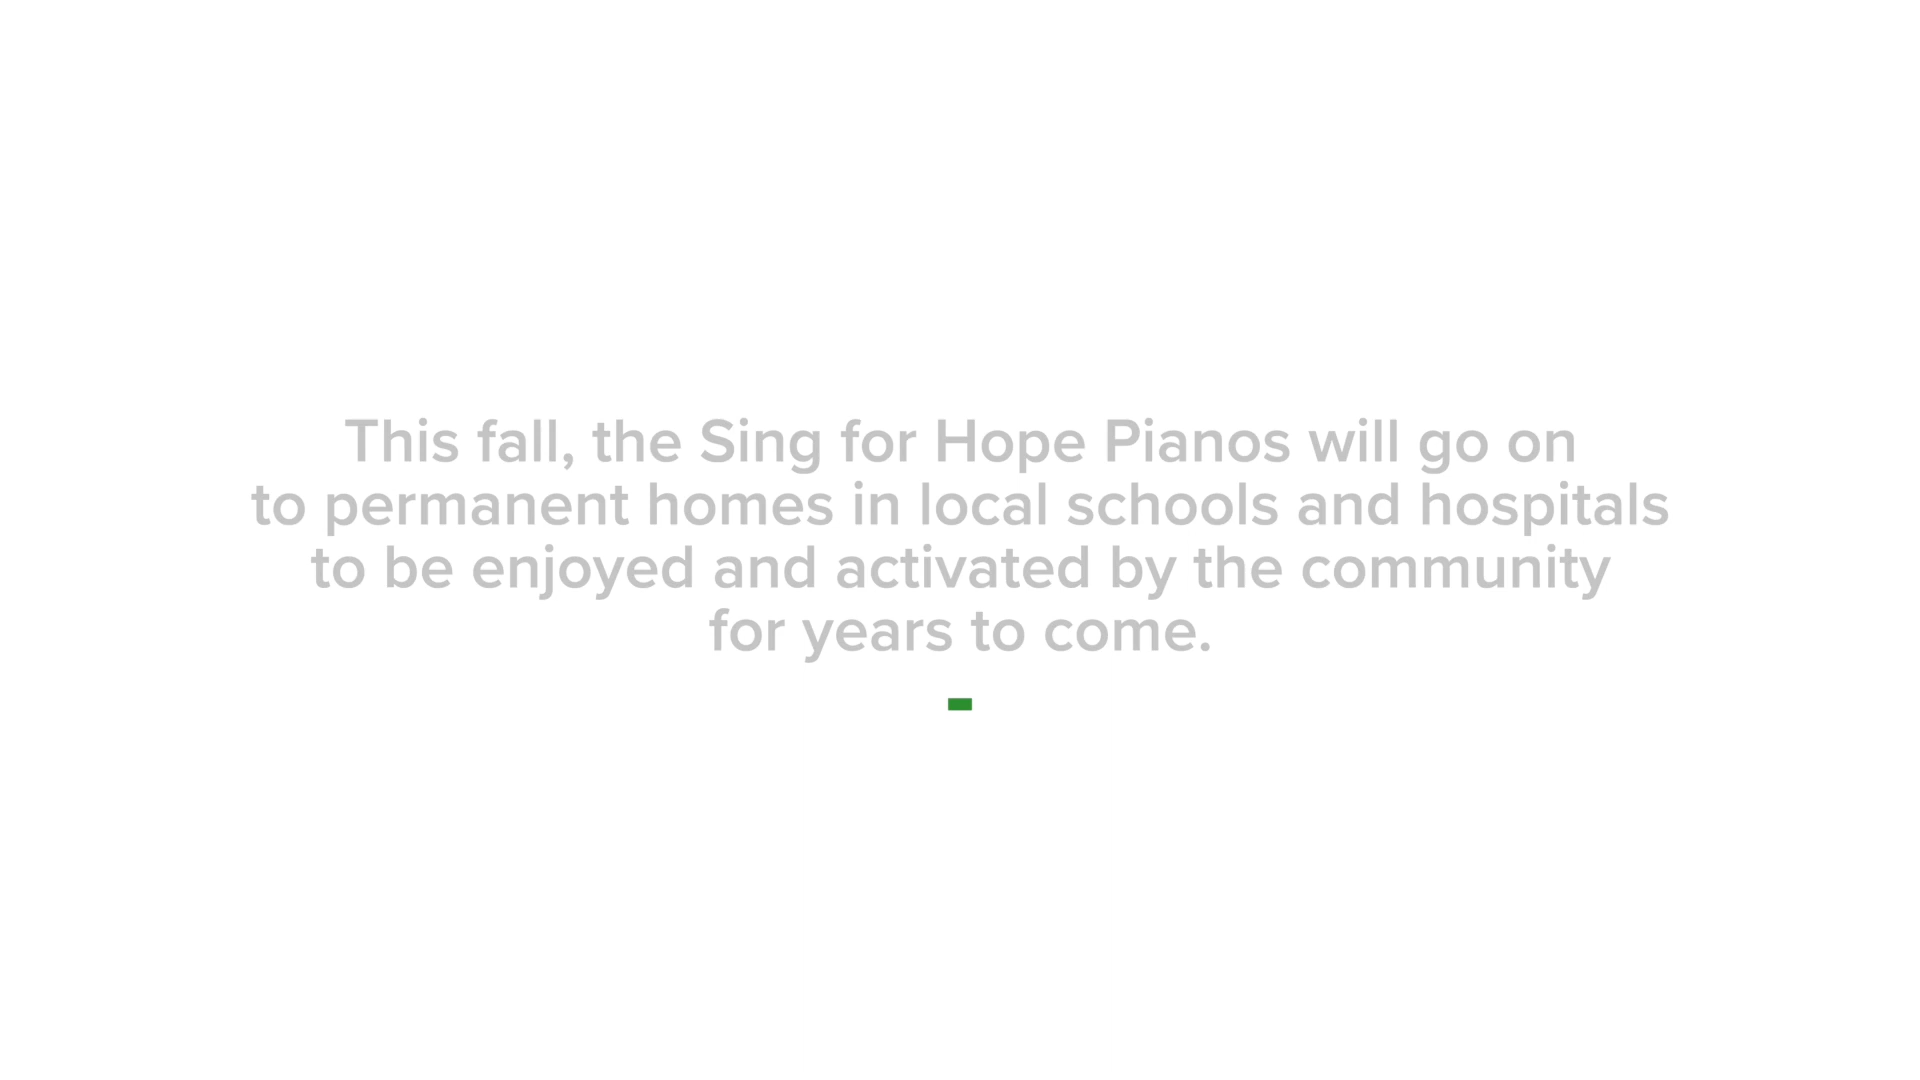 This fall, the Sing for Hope Pianos will go on
to permanent homes in local schools and hospitals
to be enjoyed and activated by the community
for years to come.